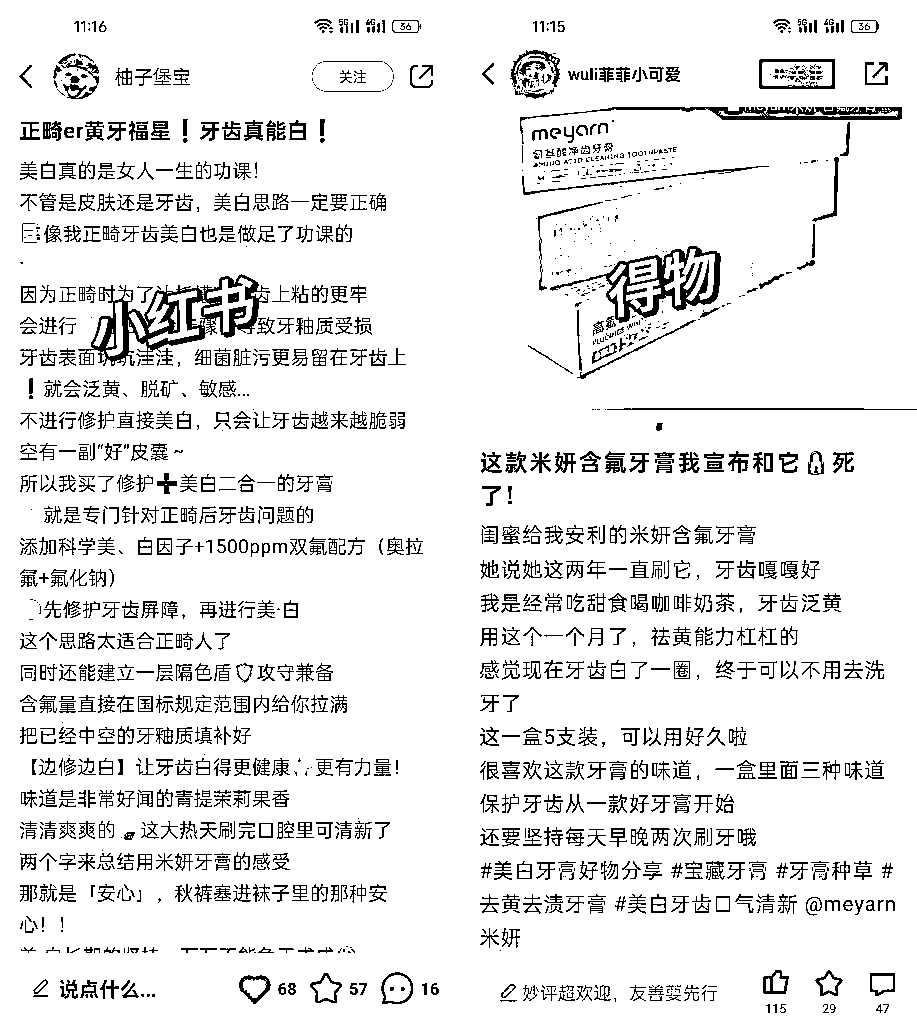 11:16
5G 4G 36
柚子堡宝
关注
正畸er黄牙福星❗牙齿真能白❗
美白真的是女人一生的功课!
不管是皮肤还是牙齿,美白思路一定要正确
像我正畸牙齿美白也是做足了功课的
因为正畸时为了让 齿上粘的更牢
会进行 导致牙釉质受损
小红书
牙齿表面坑坑洼洼,细菌脏污更易留在牙齿上
❗就会泛黄、脱矿、敏感...
不进行修护直接美白,只会让牙齿越来越脆弱
空有一副“好”皮囊~
所以我买了修护➕美白二合一的牙膏
就是专门针对正畸后牙齿问题的
添加科学美、白因子+1500ppm双氟配方(奥拉
氟+氟化钠)
先修护牙齿屏障,再进行美·白
这个思路太适合正畸人了
同时还能建立一层隔色盾🛡攻守兼备
含氟量直接在国标规定范围内给你拉满
把已经中空的牙釉质填补好
【边修边白】让牙齿白得更健康✨更有力量!
味道是非常好闻的青提茉莉果香
清清爽爽的 这大热天刷完口腔里可清新了
两个字来总结用米妍牙膏的感受
那就是「安心」,秋裤塞进袜子里的那种安
心!!
说点什么...
68 57 16
11:15
5G 4G 36
wuli菲菲小可爱
meyarn
氨基酸净齿牙膏
AMINO ACID CLEANING TOOTHPASTE
得物
这款米妍含氟牙膏我宣布和它🔒死
了!
闺蜜给我安利的米妍含氟牙膏
她说她这两年一直刷它,牙齿嘎嘎好
我是经常吃甜食喝咖啡奶茶,牙齿泛黄
用这个一个月了,祛黄能力杠杠的
感觉现在牙齿白了一圈,终于可以不用去洗
牙了
这一盒5支装,可以用好久啦
很喜欢这款牙膏的味道,一盒里面三种味道
保护牙齿从一款好牙膏开始
还要坚持每天早晚两次刷牙哦
#美白牙膏好物分享 #宝藏牙膏 #牙膏种草 #
去黄去渍牙膏 #美白牙齿口气清新 @meyarn
米妍
妙评超欢迎,友善要先行
115 29 47